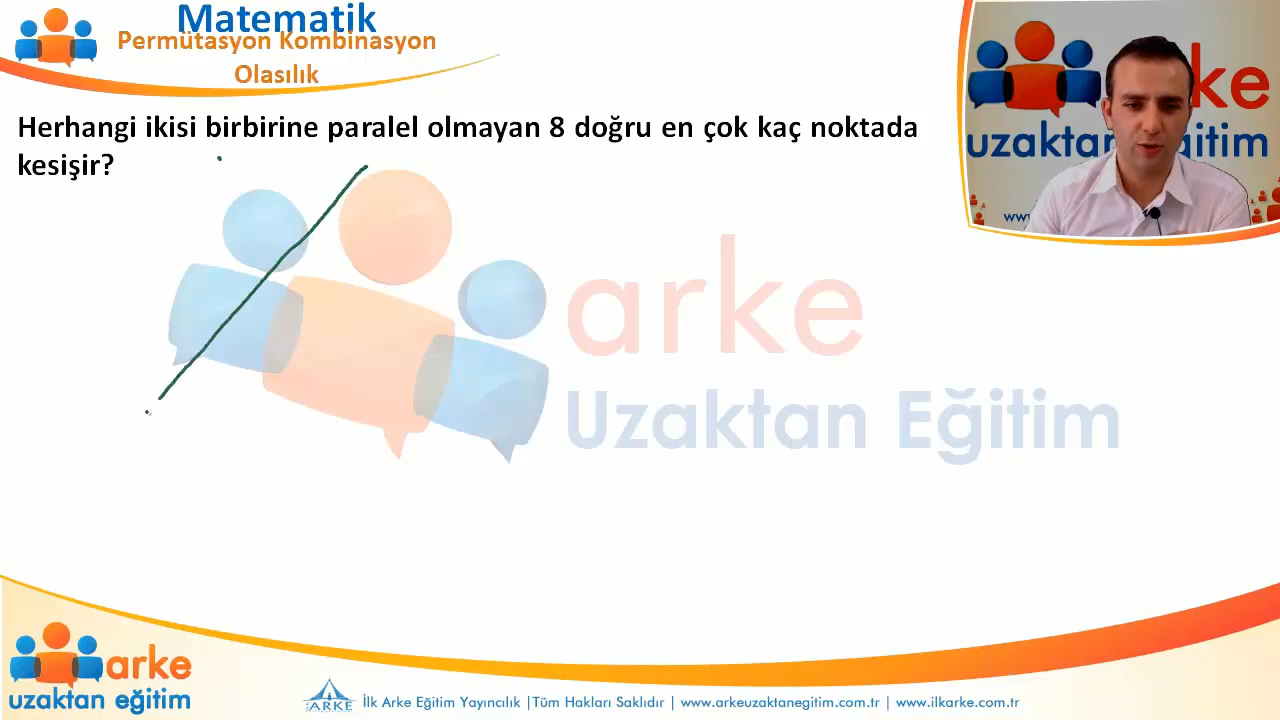 Matematik
Permütasyon Kombinasyon
Olasılık
Herhangi ikisi birbirine paralel olmayan 8 doğru en çok kaç noktada
kesişir?
ke
uzaktan eğitim
www.
arke
Uzaktan Eğitim
arke
uzaktan eğitim
ARKE
İlk Arke Eğitim Yayıncılık |Tüm Hakları Saklıdır | www.arkeuzaktanegitim.com.tr | www.ilkarke.com.tr